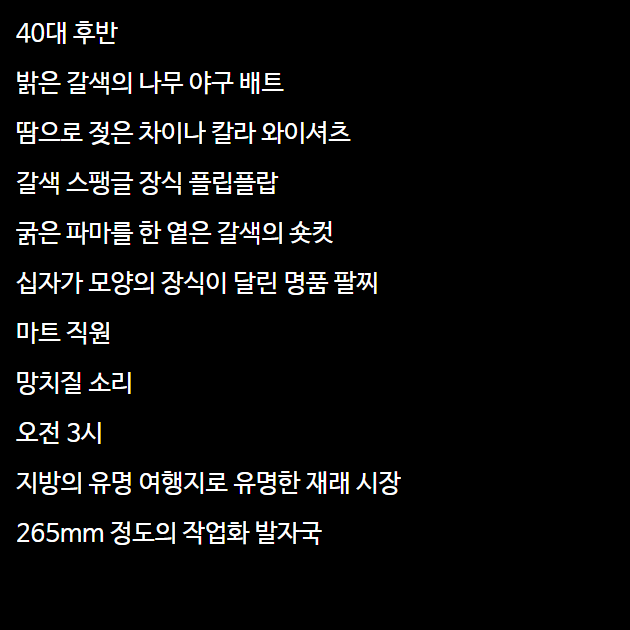 40대 후반
밝은 갈색의 나무 야구 배트
땀으로 젖은 차이나 칼라 와이셔츠
갈색 스팽글 장식 플립플랍
굵은 파마를 한 옅은 갈색의 숏컷
십자가 모양의 장식이 달린 명품 팔찌
마트 직원
망치질 소리
오전 3시
지방의 유명 여행지로 유명한 재래 시장
265mm 정도의 작업화 발자국